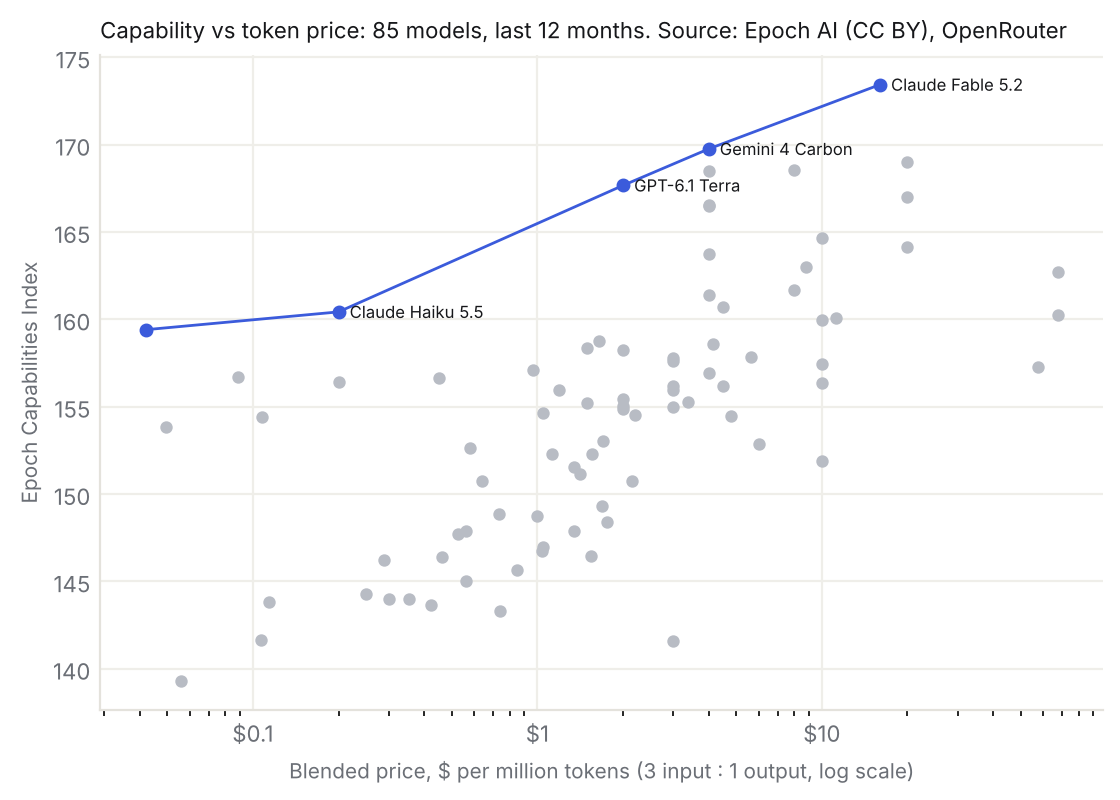 Capability vs token price: 85 models, last 12 months. Source: Epoch AI (CC BY), OpenRouter
175
Claude Fable 5.2
170
Gemini 4 Carbon
GPT-6.1 Terra
165
Epoch Capabilities Index
160
Claude Haiku 5.5
155
150
145
140
$0.1
$1
$10
Blended price, $ per million tokens (3 input : 1 output, log scale)